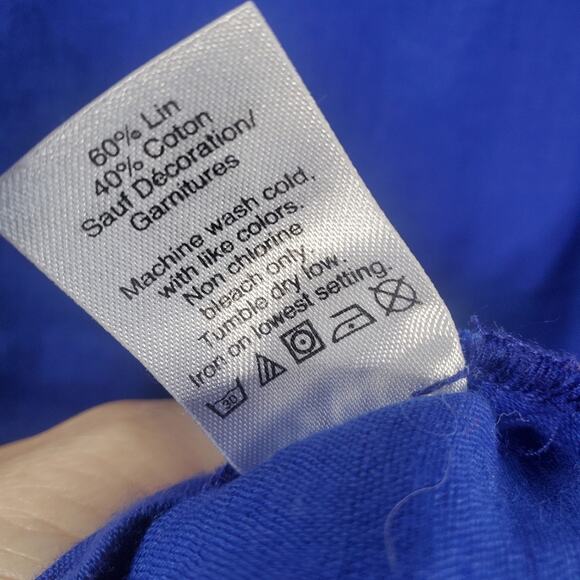 60% Lin
40% Coton
Sauf Décoration/
Garnitures
Machine wash cold,
with like colors.
Non chlorine
bleach only.
Tumble dry low.
Iron on lowest setting.
30